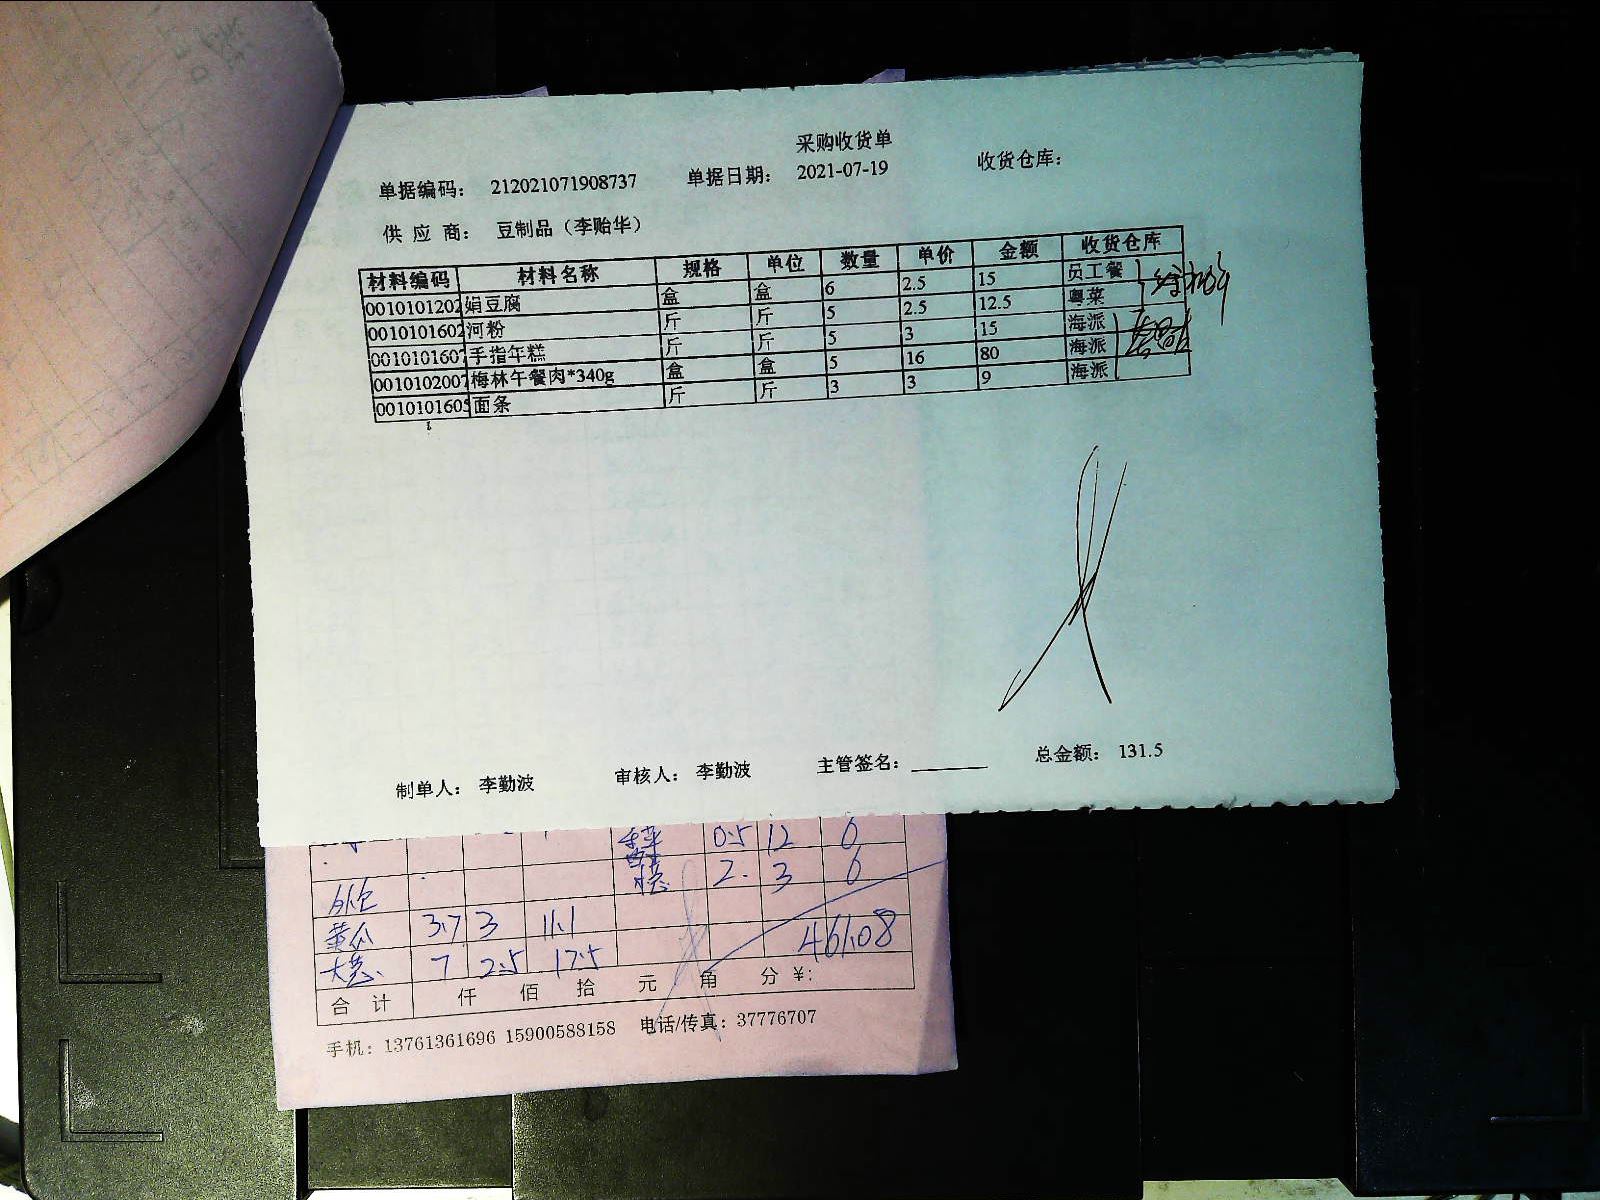 采购收货单
单据编码： 212021071908737 单据日期： 2021-07-19 收货仓库：
供 应 商： 豆制品（李贻华）
材料编码 材料名称 规格 单位 数量 单价 金额 收货仓库
0010101202 娟豆腐 盒 盒 6 2.5 15 员工餐
0010101602 河粉 斤 斤 5 2.5 12.5 粤菜
0010101607 手指年糕 斤 斤 5 3 15 海派
0010102007 梅林午餐肉*340g 盒 盒 5 16 80 海派
0010101605 面条 斤 斤 3 3 9 海派
制单人： 李勤波 审核人： 李勤波 主管签名： 总金额： 131.5
0.5 12 6
2. 3 6
黄瓜 3.7 3 11.1
大葱 7 2.5 17.5 461.08
合 计 仟 佰 拾 元 角 分 ¥:
手机：13761361696 15900588158 电话/传真：37776707